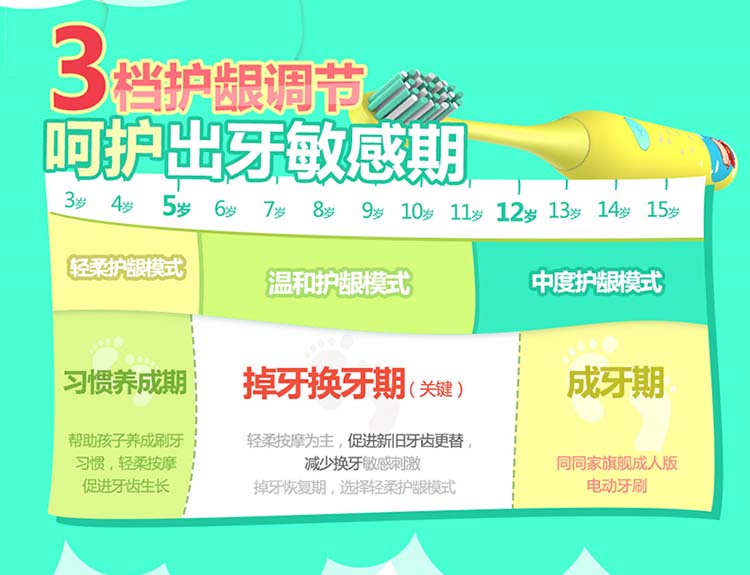 3档护龈调节
呵护出牙敏感期
3岁 4岁 5岁 6岁 7岁 8岁 9岁 10岁 11岁 12岁 13岁 14岁 15岁
轻柔护龈模式 温和护龈模式 中度护龈模式
习惯养成期
帮助孩子养成刷牙
习惯，轻柔按摩
促进牙齿生长
掉牙换牙期（关键）
轻柔按摩为主，促进新旧牙齿更替，
减少换牙敏感刺激
掉牙恢复期，选择轻柔护龈模式
成牙期
同同家旗舰成人版
电动牙刷